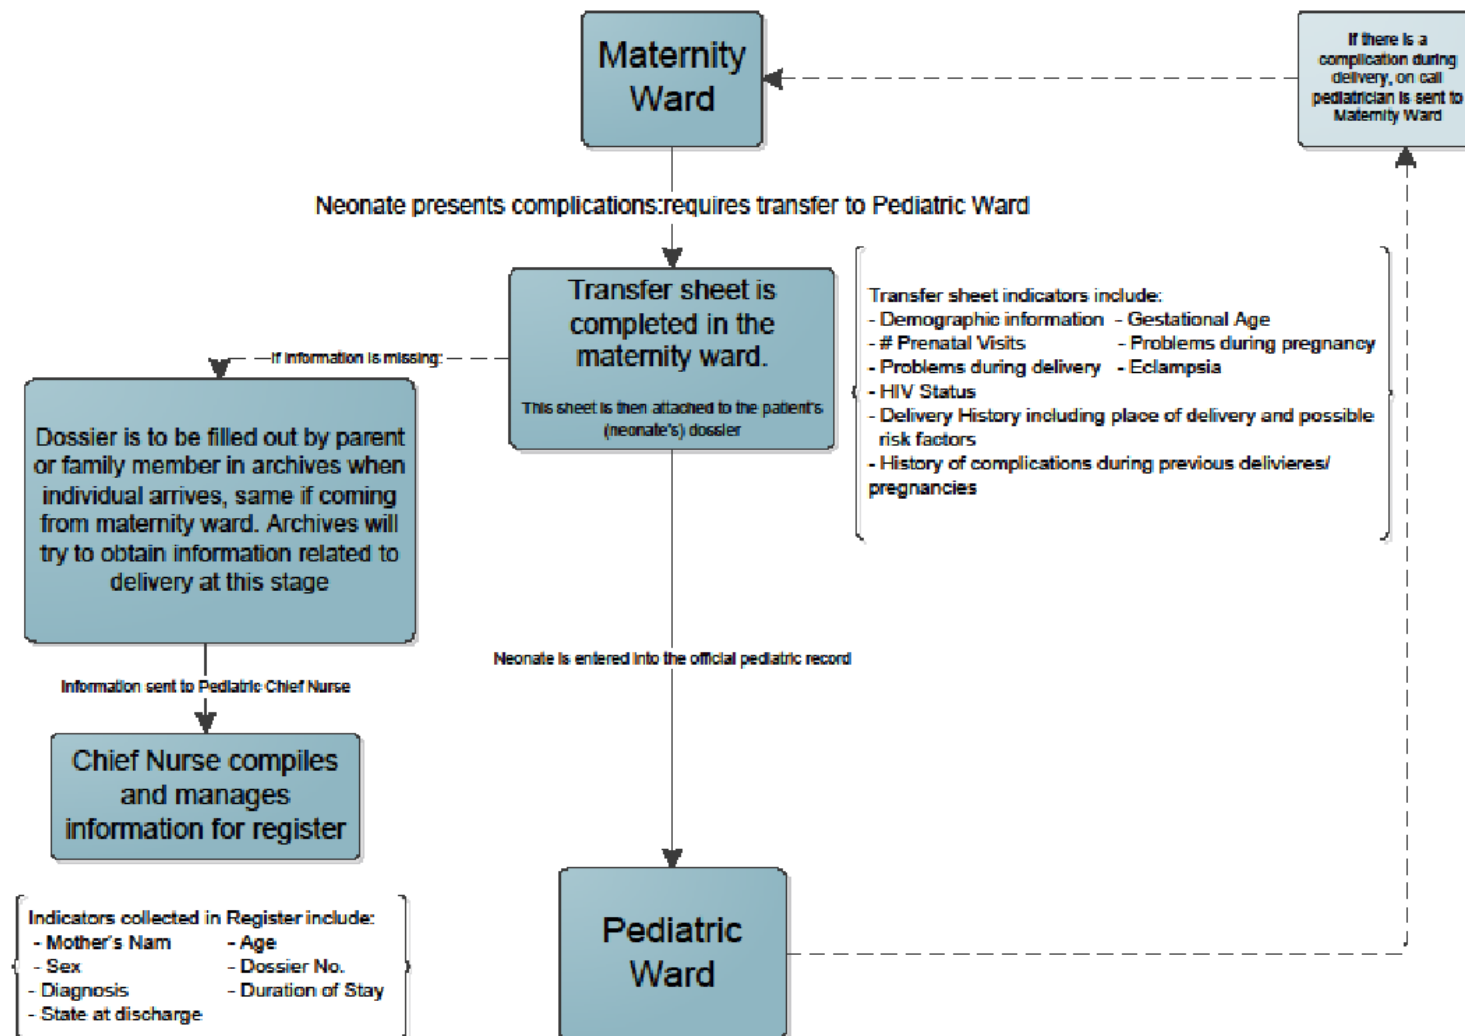 Maternity
Ward
If there is a
complication during
delivery, on call
pediatrician is sent to
Maternity Ward
Neonate presents complications:requires transfer to Pediatric Ward
Transfer sheet is
completed in the
maternity ward.
This sheet is then attached to the patient's
(neonate's) dossier
Transfer sheet indicators include:
- Demographic information - Gestational Age
- # Prenatal Visits - Problems during pregnancy
- Problems during delivery - Eclampsia
- HIV Status
- Delivery History including place of delivery and possible
risk factors
- History of complications during previous delivieres/
pregnancies
If information is missing:
Dossier is to be filled out by parent
or family member in archives when
individual arrives, same if coming
from maternity ward. Archives will
try to obtain information related to
delivery at this stage
Neonate is entered into the official pediatric record
Information sent to Pediatric Chief Nurse
Chief Nurse compiles
and manages
information for register
Indicators collected in Register include:
- Mother's Nam - Age
- Sex - Dossier No.
- Diagnosis - Duration of Stay
- State at discharge
Pediatric
Ward